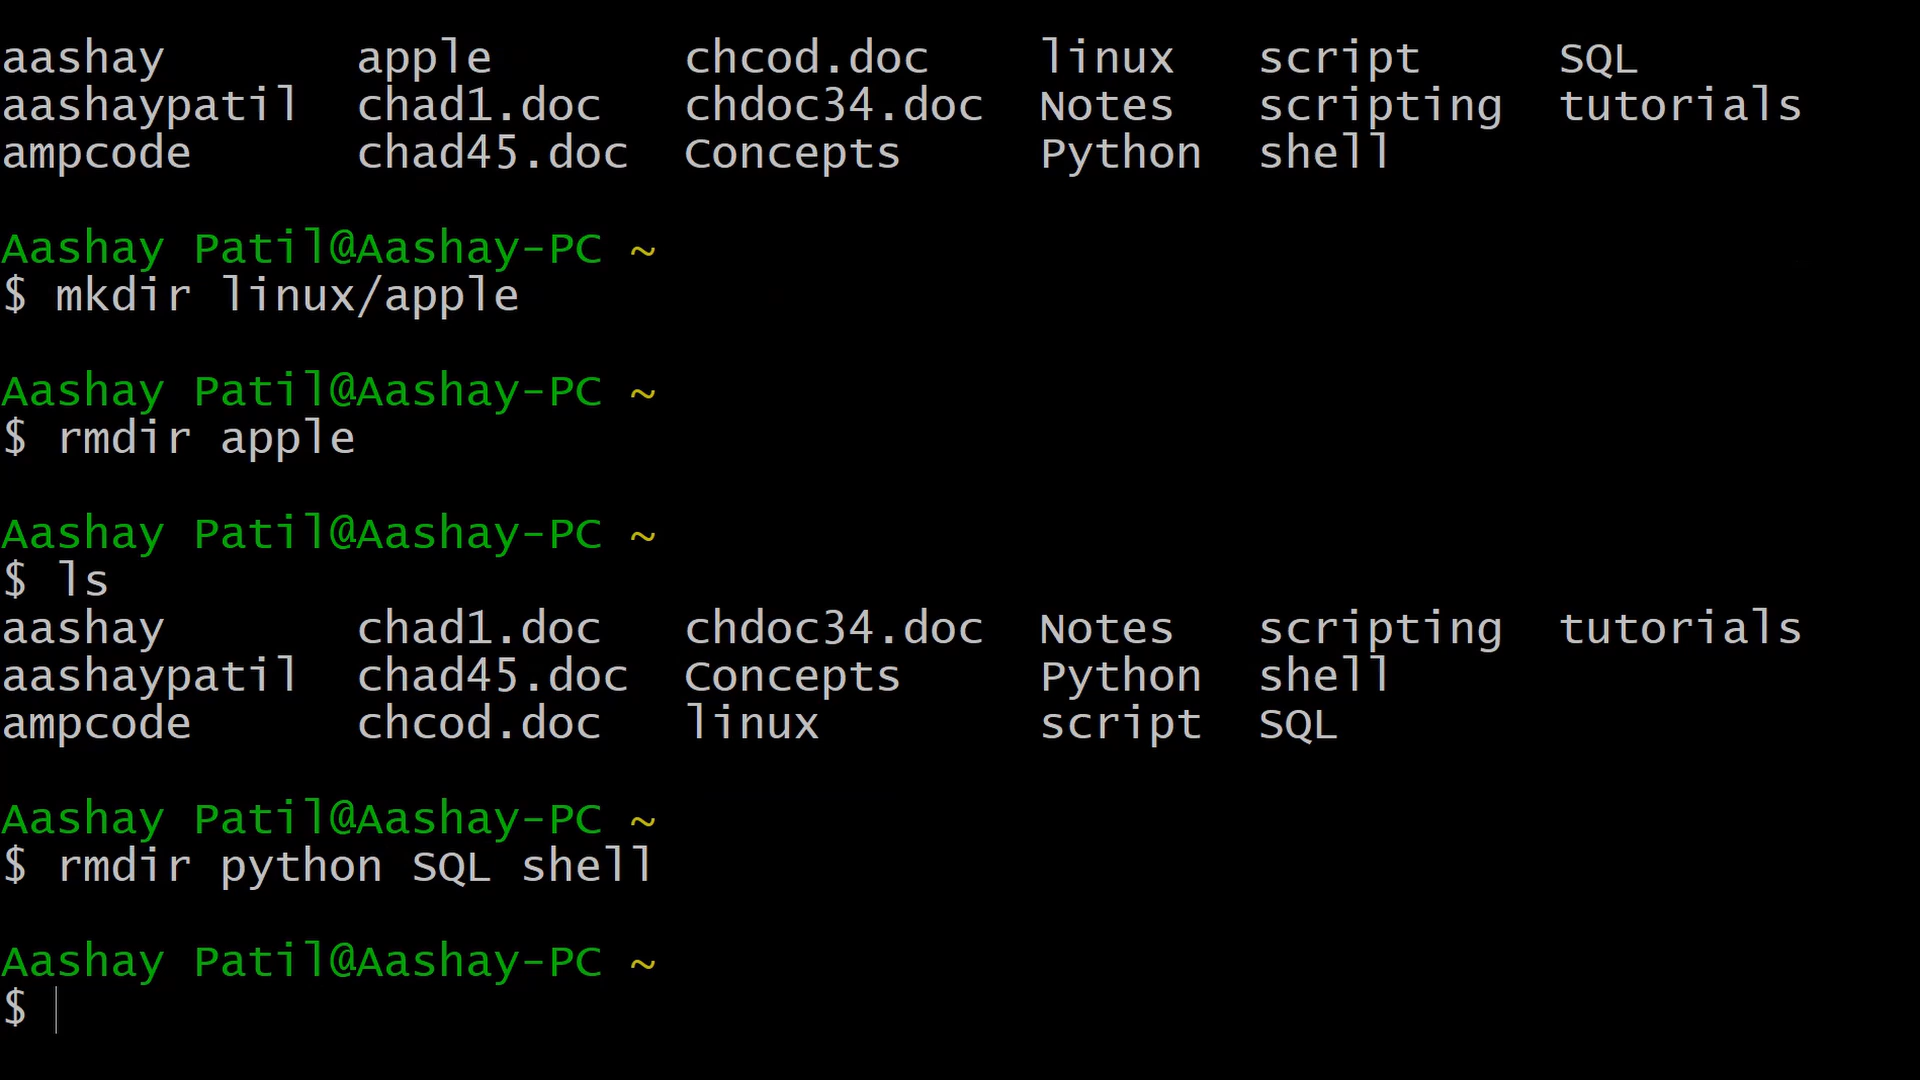 aashay apple chcod.doc linux script SQL
aashaypatil chad1.doc chdoc34.doc Notes scripting tutorials
ampcode chad45.doc Concepts Python shell
Aashay Patil@Aashay-PC ~
$ mkdir linux/apple
Aashay Patil@Aashay-PC ~
$ rmdir apple
Aashay Patil@Aashay-PC ~
$ ls
aashay chad1.doc chdoc34.doc Notes scripting tutorials
aashaypatil chad45.doc Concepts Python shell
ampcode chcod.doc linux script SQL
Aashay Patil@Aashay-PC ~
$ rmdir python SQL shell
Aashay Patil@Aashay-PC ~
$